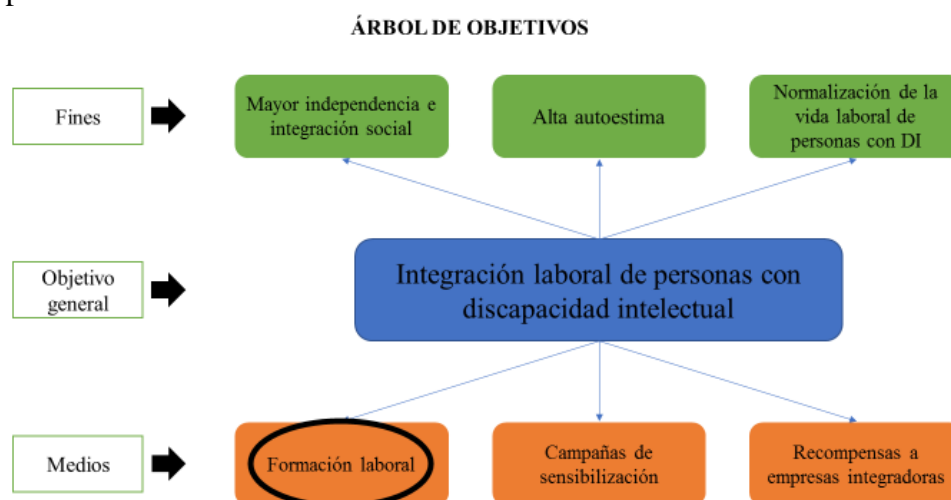 ÁRBOL DE OBJETIVOS
Fines
Mayor independencia e
integración social
Alta autoestima
Normalización de la
vida laboral de
personas con DI
Objetivo
general
Integración laboral de personas con
discapacidad intelectual
Medios
Formación laboral
Campañas de
sensibilización
Recompensas a
empresas integradoras